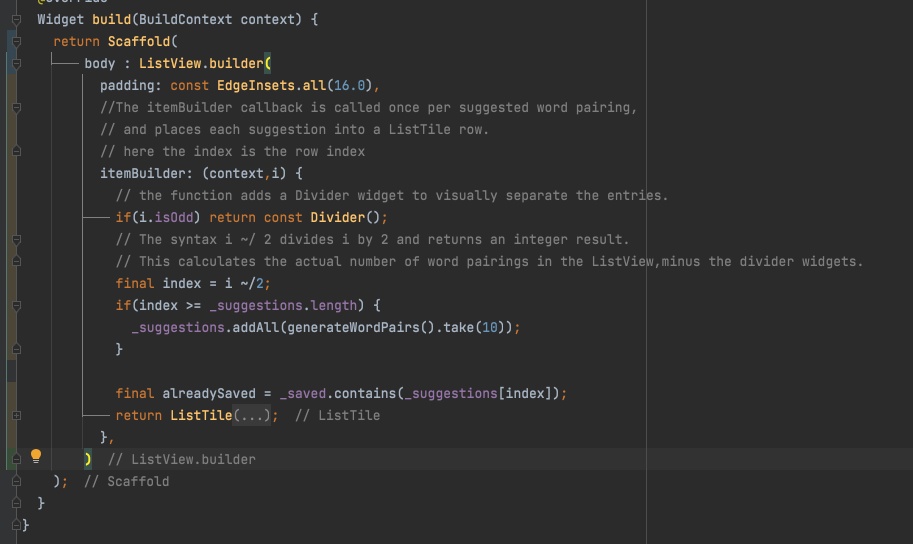 @override
Widget build(BuildContext context) {
return Scaffold(
body : ListView.builder(
padding: const EdgeInsets.all(16.0),
//The itemBuilder callback is called once per suggested word pairing,
// and places each suggestion into a ListTile row.
// here the index is the row index
itemBuilder: (context,i) {
// the function adds a Divider widget to visually separate the entries.
if(i.isOdd) return const Divider();
// The syntax i ~/ 2 divides i by 2 and returns an integer result.
// This calculates the actual number of word pairings in the ListView,minus the divider widgets.
final index = i ~/2;
if(index >= _suggestions.length) {
_suggestions.addAll(generateWordPairs().take(10));
}
final alreadySaved = _saved.contains(_suggestions[index]);
return ListTile(...); // ListTile
},
) // ListView.builder
); // Scaffold
}
}